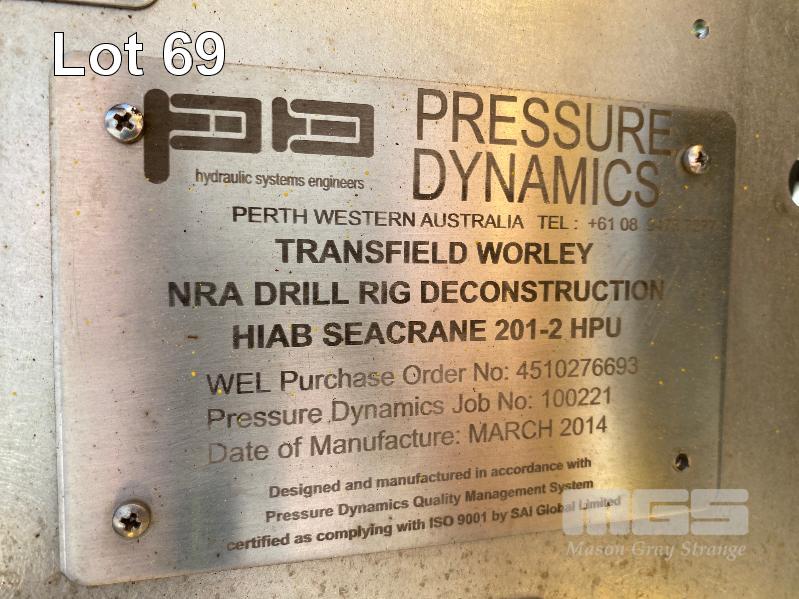 Lot 69
PD
hydraulic systems engineers
PRESSURE
DYNAMICS
PERTH WESTERN AUSTRALIA TEL : +61 08
TRANSFIELD WORLEY
NRA DRILL RIG DECONSTRUCTION
HIAB SEACRANE 201-2 HPU
WEL Purchase Order No: 4510276693
Pressure Dynamics Job No: 100221
Date of Manufacture: MARCH 2014
Designed and manufactured in accordance with
Pressure Dynamics Quality Management System
certified as complying with ISO 9001 by SAI Global Limited
MGS
Mason Gray Strange